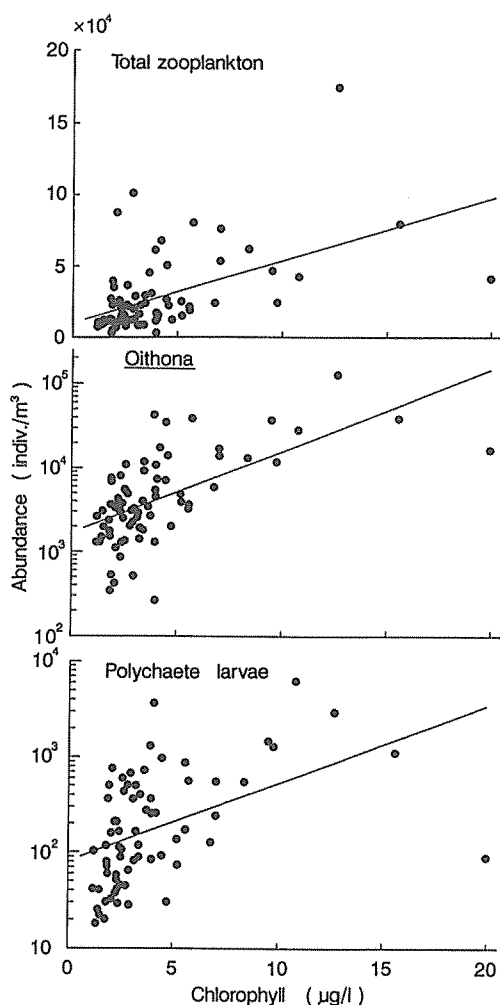 ×10⁴
20
Total zooplankton
15
10
5
0
Oithona
10⁵
10⁴
10³
10²
Abundance ( indiv./m³ )
10⁴
Polychaete larvae
10³
10²
10
0 5 10 15 20
Chlorophyll ( µg/l )